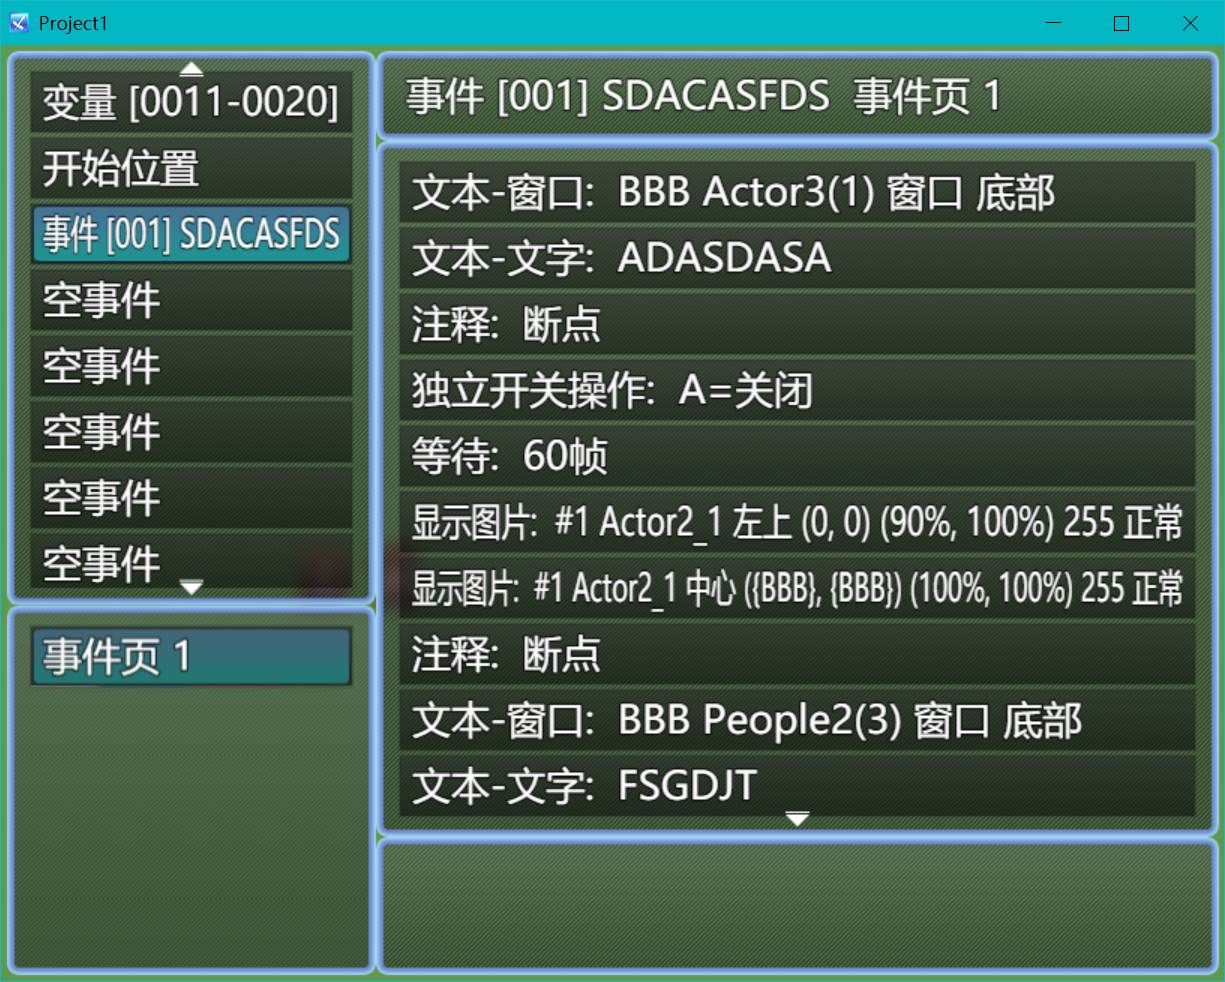 Project1
变量 [0011-0020]
开始位置
事件 [001] SDACASFDS
空事件
空事件
空事件
空事件
空事件
事件页 1
事件 [001] SDACASFDS  事件页 1
文本-窗口:  BBB Actor3(1) 窗口 底部
文本-文字:  ADASDASA
注释:  断点
独立开关操作:  A=关闭
等待:  60帧
显示图片:  #1 Actor2_1 左上 (0, 0) (90%, 100%) 255 正常
显示图片:  #1 Actor2_1 中心 ({BBB}, {BBB}) (100%, 100%) 255 正常
注释:  断点
文本-窗口:  BBB People2(3) 窗口 底部
文本-文字:  FSGDJT